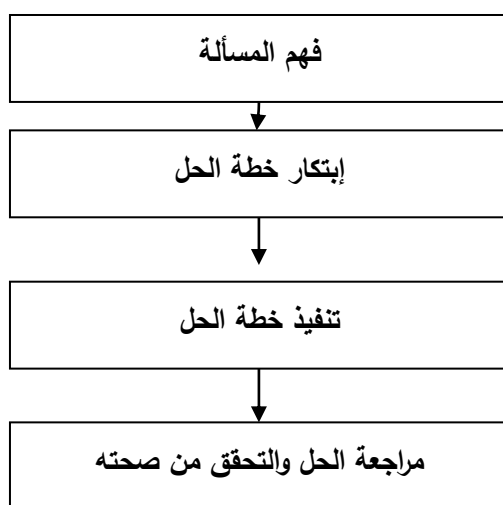 فهم المسألة
إبتكار خطة الحل
تنفيذ خطة الحل
مراجعة الحل والتحقق من صحته